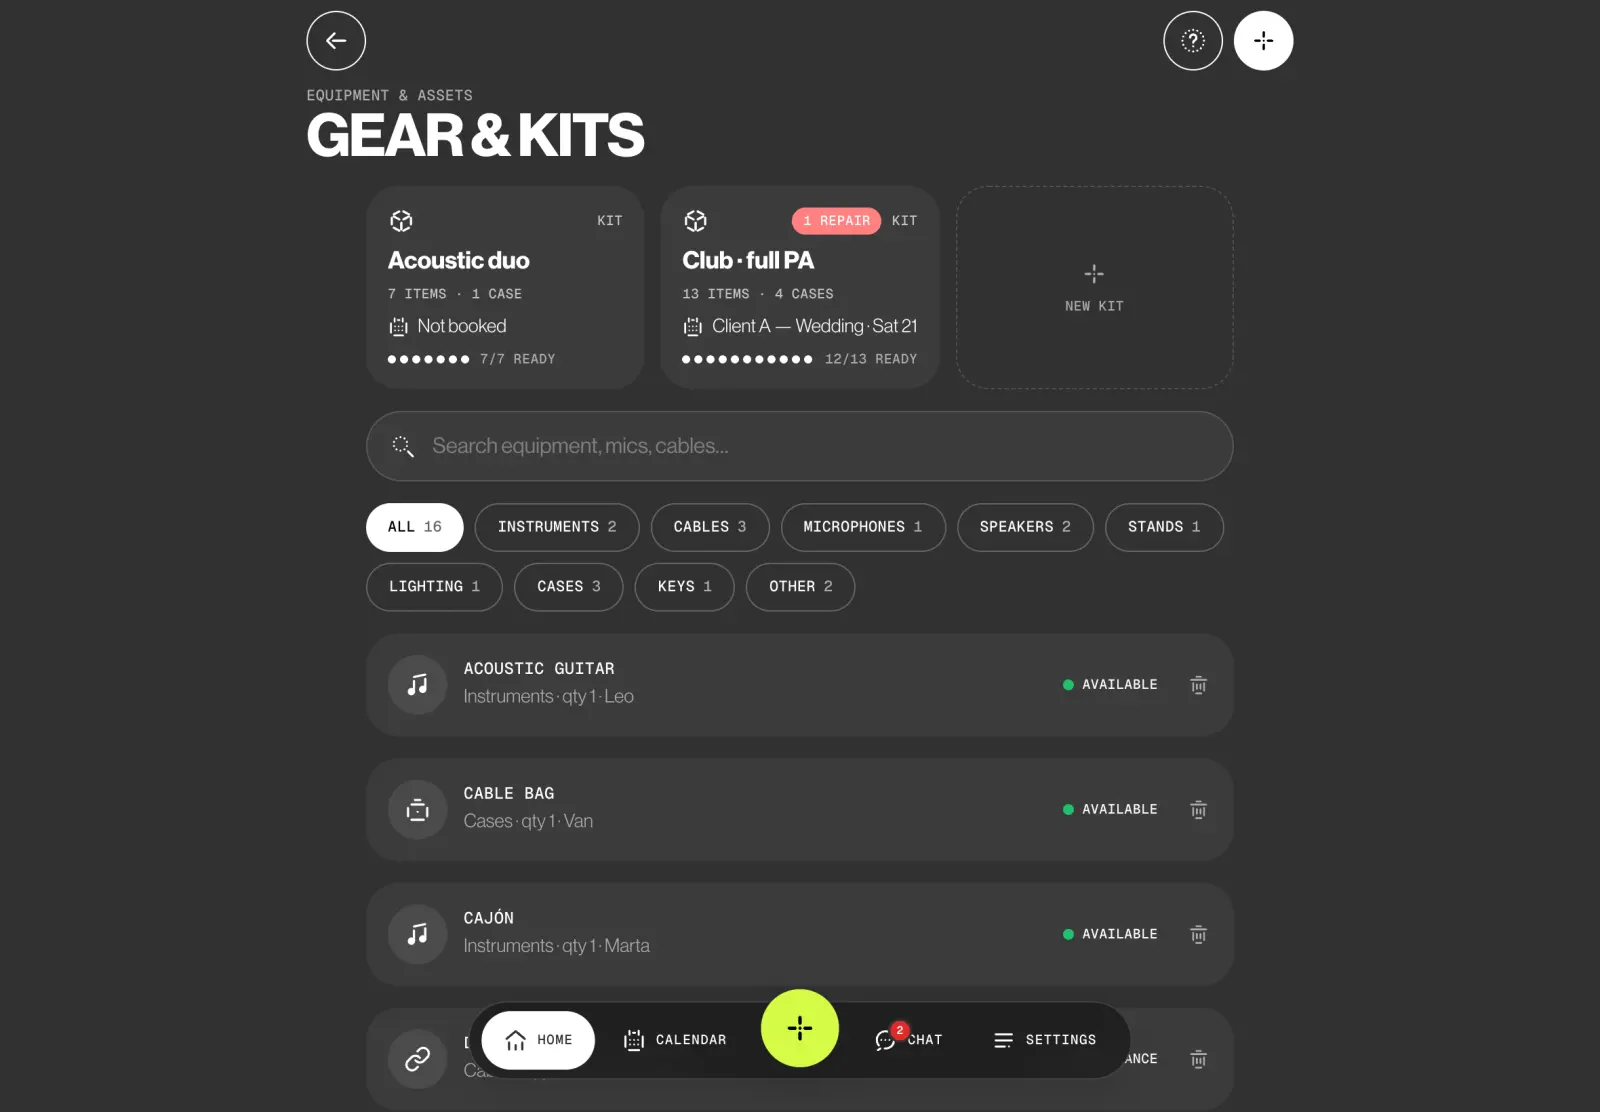 EQUIPMENT & ASSETS
GEAR & KITS
KIT
Acoustic duo
7 ITEMS · 1 CASE
Not booked
7/7 READY
1 REPAIR KIT
Club · full PA
13 ITEMS · 4 CASES
Client A — Wedding · Sat 21
12/13 READY
NEW KIT
Search equipment, mics, cables...
ALL 16
INSTRUMENTS 2
CABLES 3
MICROPHONES 1
SPEAKERS 2
STANDS 1
LIGHTING 1
CASES 3
KEYS 1
OTHER 2
ACOUSTIC GUITAR
Instruments · qty 1 · Leo
AVAILABLE
CABLE BAG
Cases · qty 1 · Van
AVAILABLE
CAJÓN
Instruments · qty 1 · Marta
AVAILABLE
HOME
CALENDAR
2
CHAT
SETTINGS